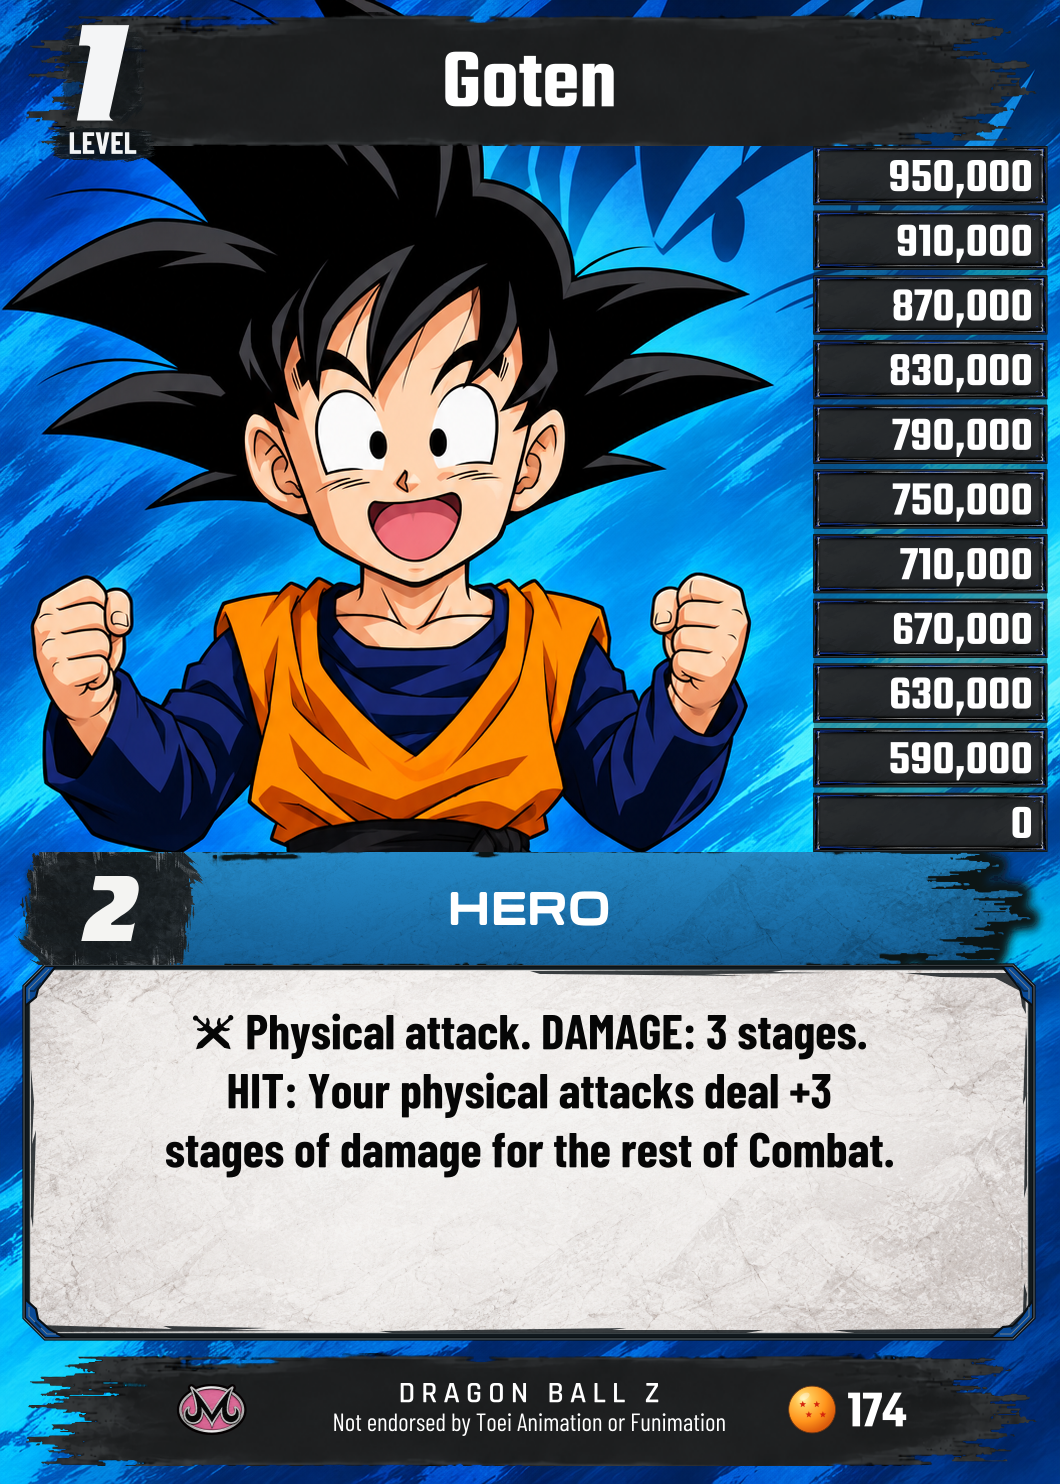 1
LEVEL
Goten
950,000
910,000
870,000
830,000
790,000
750,000
710,000
670,000
630,000
590,000
0
2
HERO
Physical attack. DAMAGE: 3 stages.
HIT: Your physical attacks deal +3
stages of damage for the rest of Combat.
DRAGON BALL Z
Not endorsed by Toei Animation or Funimation
174